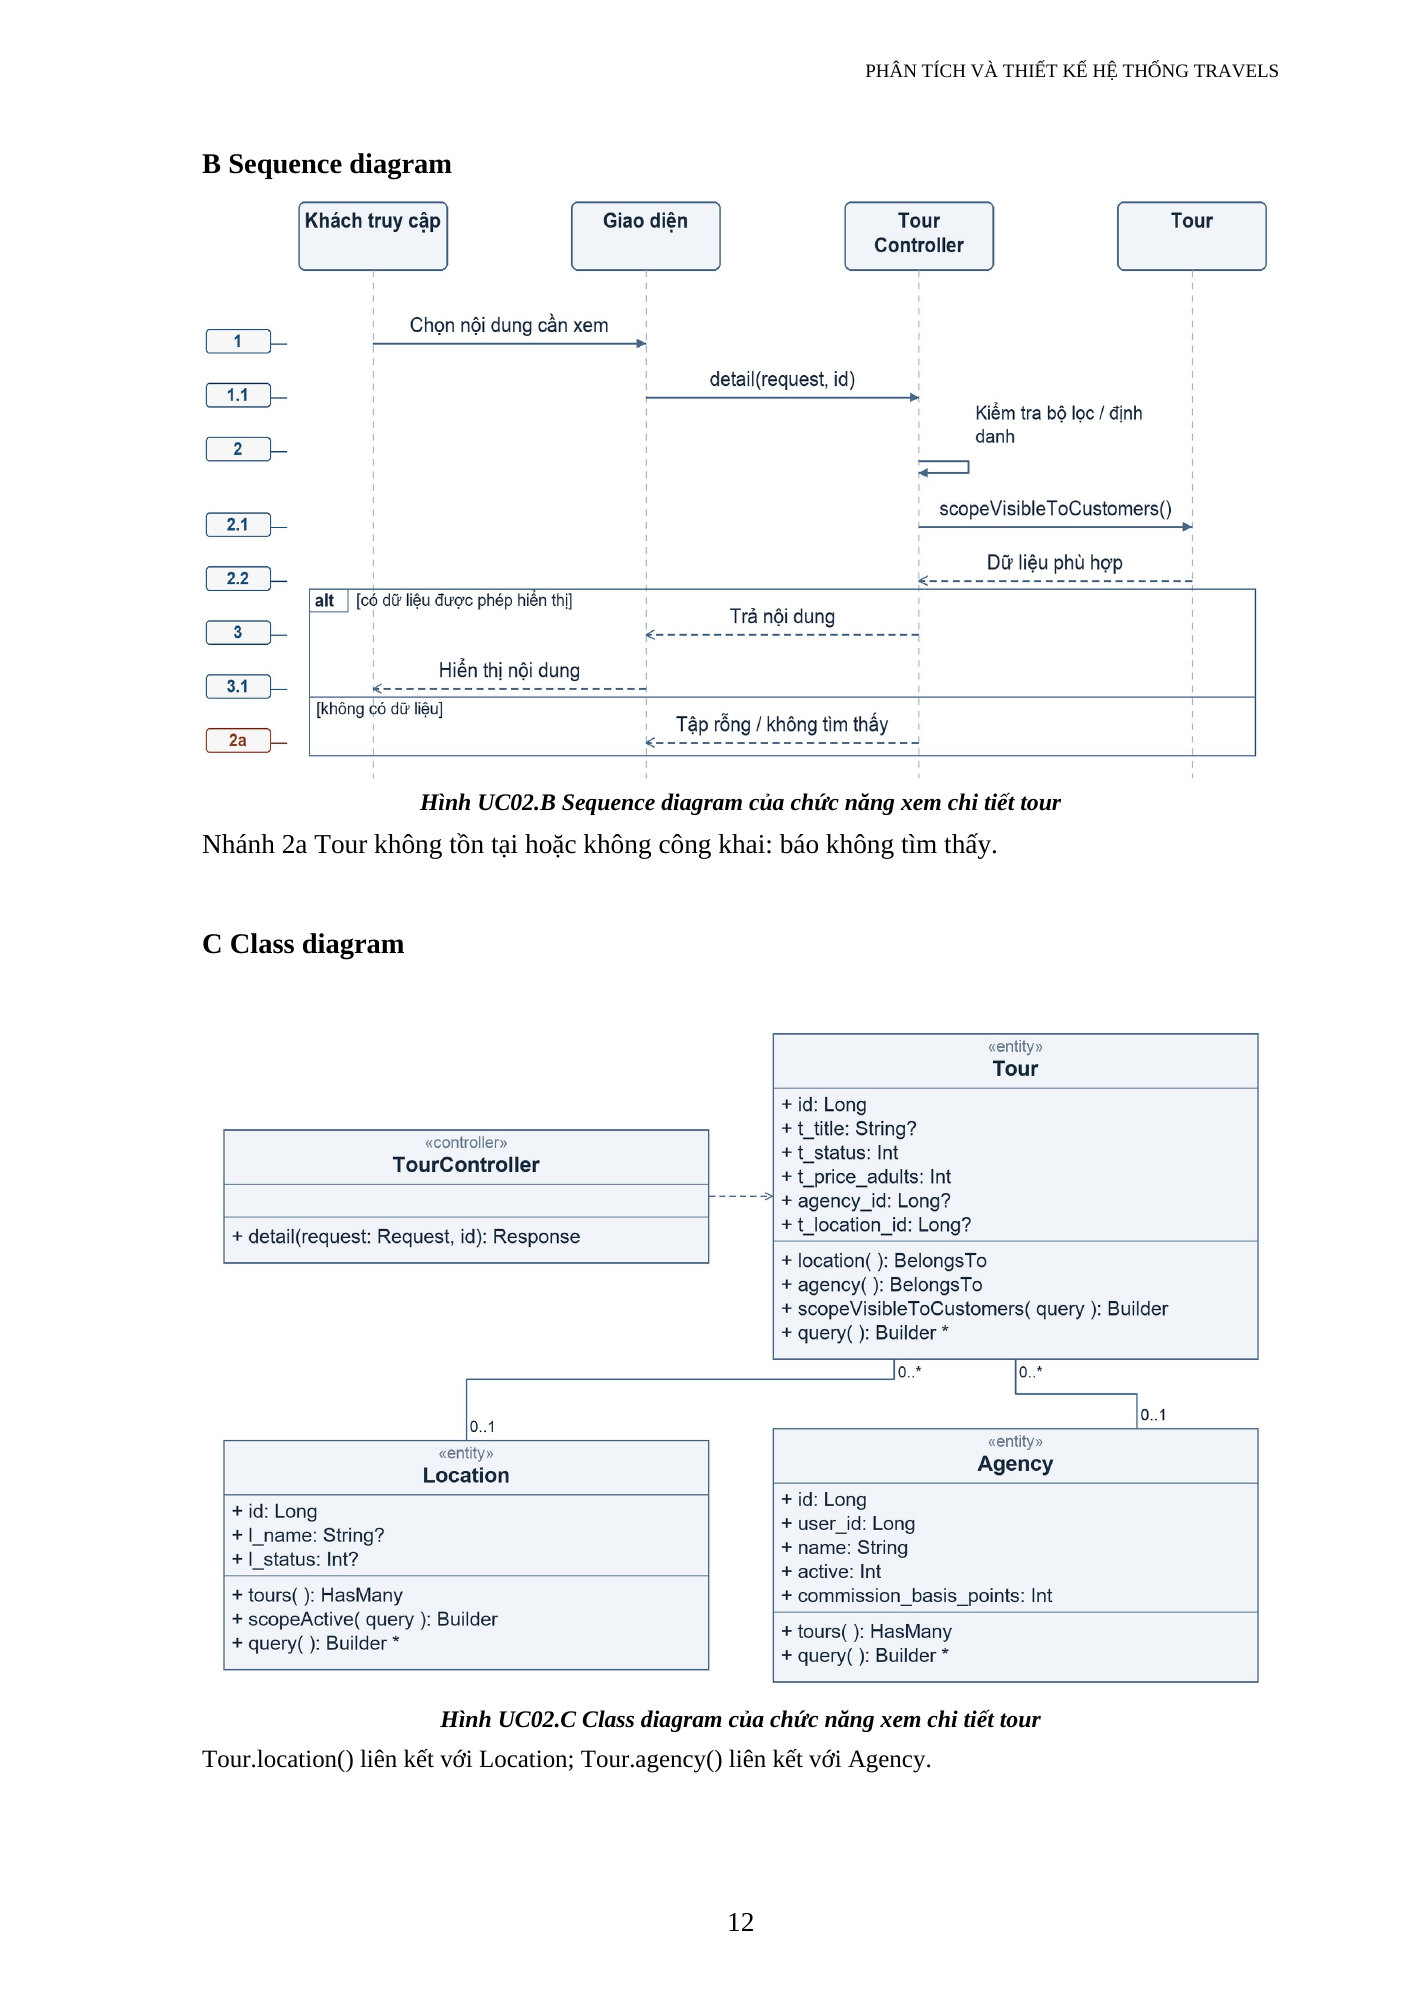 PHÂN TÍCH VÀ THIẾT KẾ HỆ THỐNG TRAVELS
B Sequence diagram
Khách truy cập
Giao diện
Tour
Controller
Tour
Chọn nội dung cần xem
1
detail(request, id)
1.1
Kiểm tra bộ lọc / định
danh
2
scopeVisibleToCustomers()
2.1
Dữ liệu phù hợp
2.2
alt [có dữ liệu được phép hiển thị]
Trả nội dung
3
Hiển thị nội dung
3.1
[không có dữ liệu]
Tập rỗng / không tìm thấy
2a
Hình UC02.B Sequence diagram của chức năng xem chi tiết tour
Nhánh 2a Tour không tồn tại hoặc không công khai: báo không tìm thấy.
C Class diagram
«entity»
Tour
+ id: Long
+ t_title: String?
+ t_status: Int
+ t_price_adults: Int
+ agency_id: Long?
+ t_location_id: Long?
+ location( ): BelongsTo
+ agency( ): BelongsTo
+ scopeVisibleToCustomers( query ): Builder
+ query( ): Builder *
«controller»
TourController
+ detail(request: Request, id): Response
0..*
0..*
0..1
0..1
«entity»
Location
+ id: Long
+ l_name: String?
+ l_status: Int?
+ tours( ): HasMany
+ scopeActive( query ): Builder
+ query( ): Builder *
«entity»
Agency
+ id: Long
+ user_id: Long
+ name: String
+ active: Int
+ commission_basis_points: Int
+ tours( ): HasMany
+ query( ): Builder *
Hình UC02.C Class diagram của chức năng xem chi tiết tour
Tour.location() liên kết với Location; Tour.agency() liên kết với Agency.
12